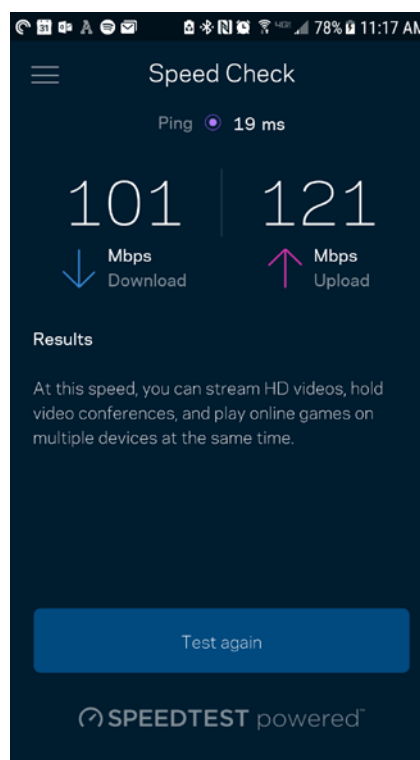 31 78% 11:17 AM
Speed Check
Ping 19 ms
101 121
Mbps Mbps
Download Upload
Results
At this speed, you can stream HD videos, hold
video conferences, and play online games on
multiple devices at the same time.
Test again
SPEEDTEST powered™